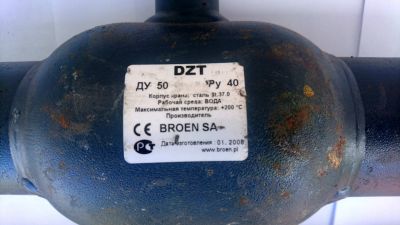 DZT
ДУ 50 Ру 40
Корпус крана: сталь St.37.0
Рабочая среда: ВОДА
Максимальная температура: +200 °C
Производитель
CE BROEN SA
Дата изготовления: 01. 2008
www.broen.pl